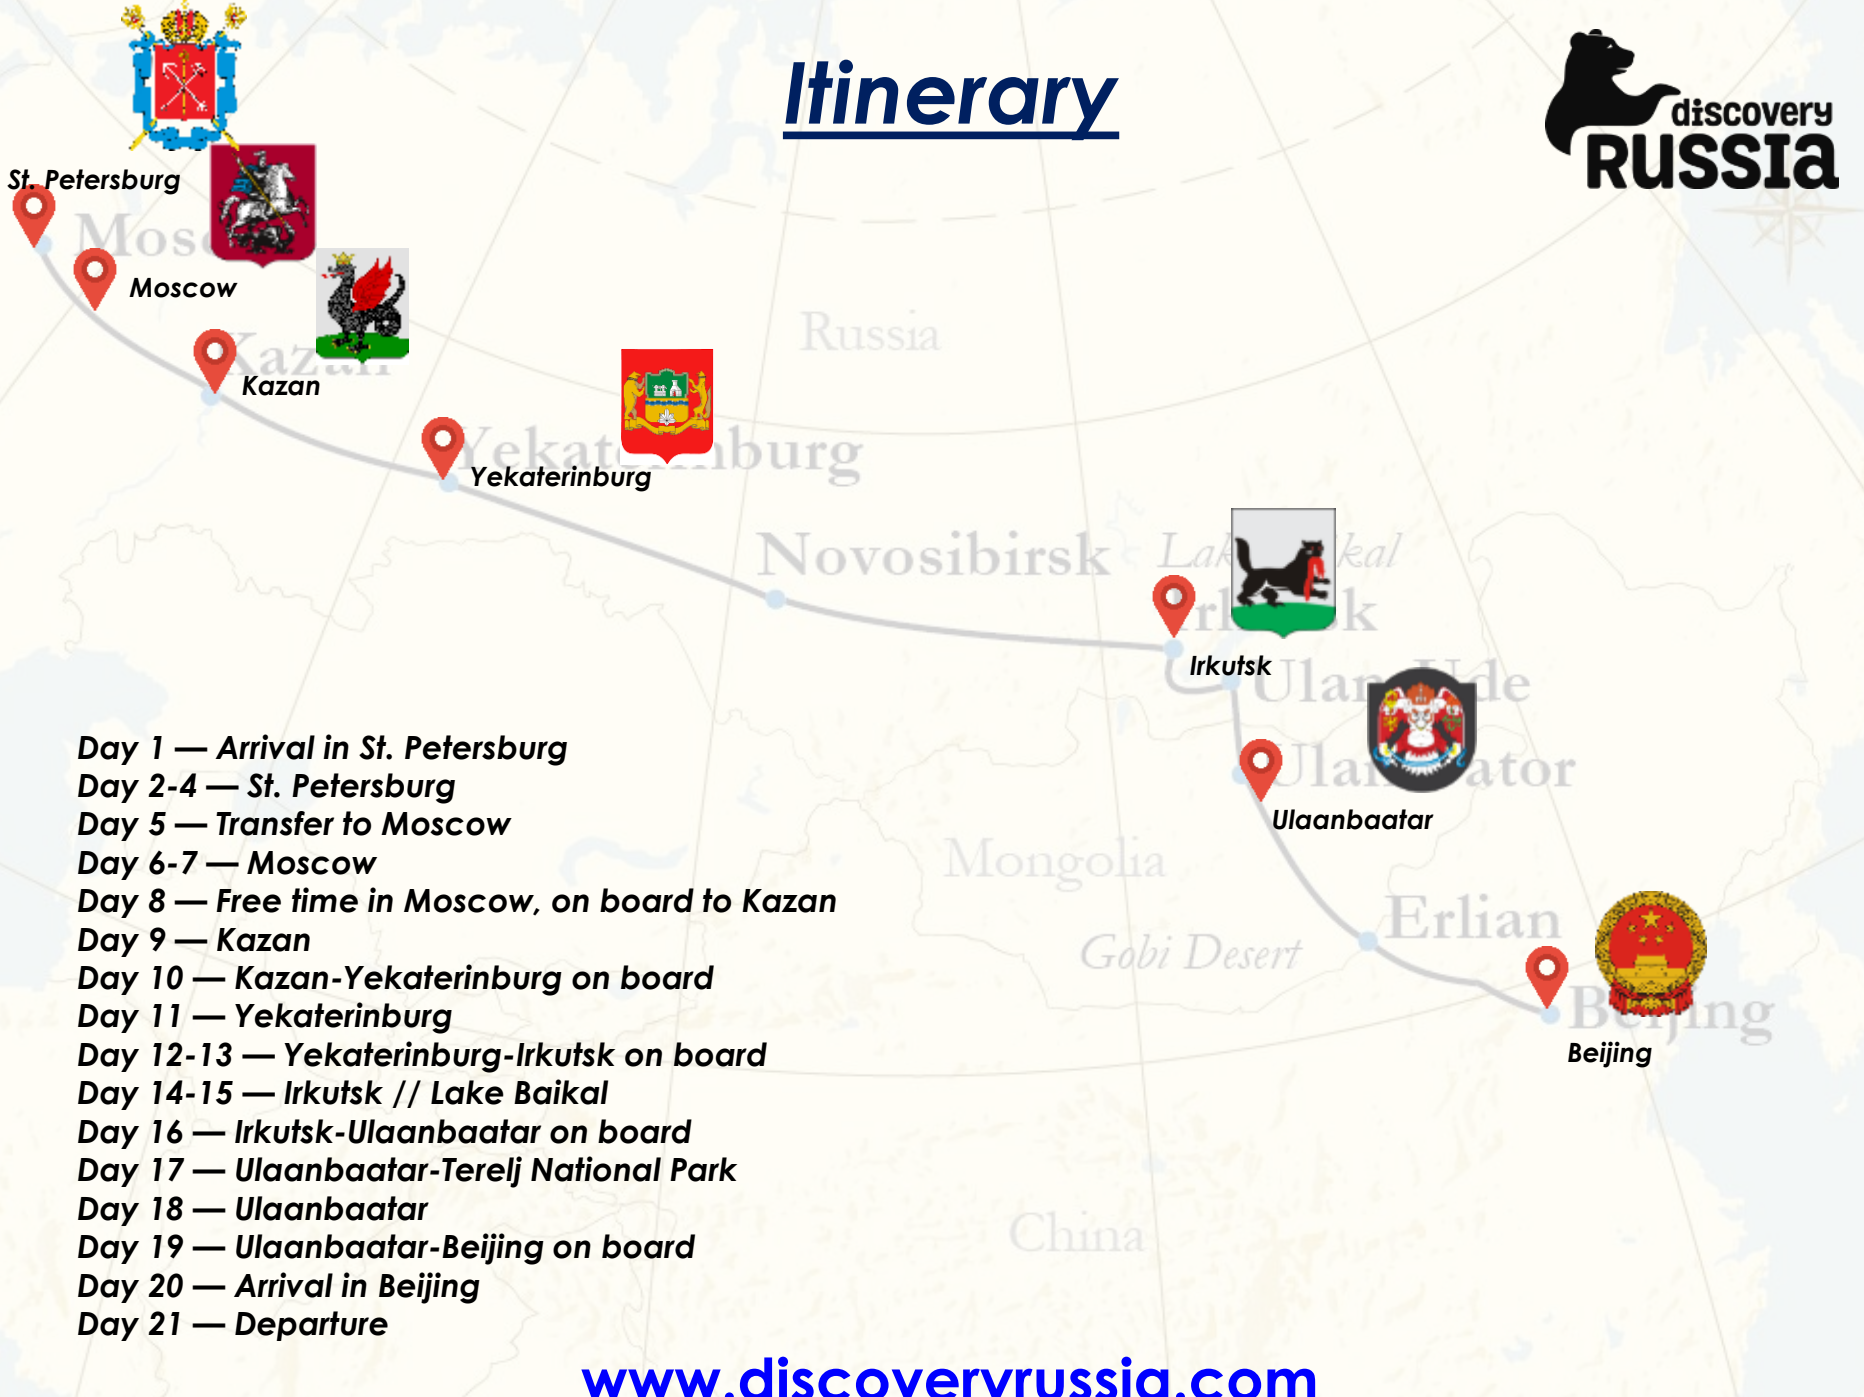 Itinerary
discovery
RUSSIA
St. Petersburg
Moscow
Kazan
Russia
Yekaterinburg
Yekaterinburg
Novosibirsk
Irkutsk
Ulan Ude
Ulaanbaatar
Mongolia
Erlian
Gobi Desert
Beijing
Beijing
China
Day 1 — Arrival in St. Petersburg
Day 2-4 — St. Petersburg
Day 5 — Transfer to Moscow
Day 6-7 — Moscow
Day 8 — Free time in Moscow, on board to Kazan
Day 9 — Kazan
Day 10 — Kazan-Yekaterinburg on board
Day 11 — Yekaterinburg
Day 12-13 — Yekaterinburg-Irkutsk on board
Day 14-15 — Irkutsk // Lake Baikal
Day 16 — Irkutsk-Ulaanbaatar on board
Day 17 — Ulaanbaatar-Terelj National Park
Day 18 — Ulaanbaatar
Day 19 — Ulaanbaatar-Beijing on board
Day 20 — Arrival in Beijing
Day 21 — Departure
www.discoveryrussia.com